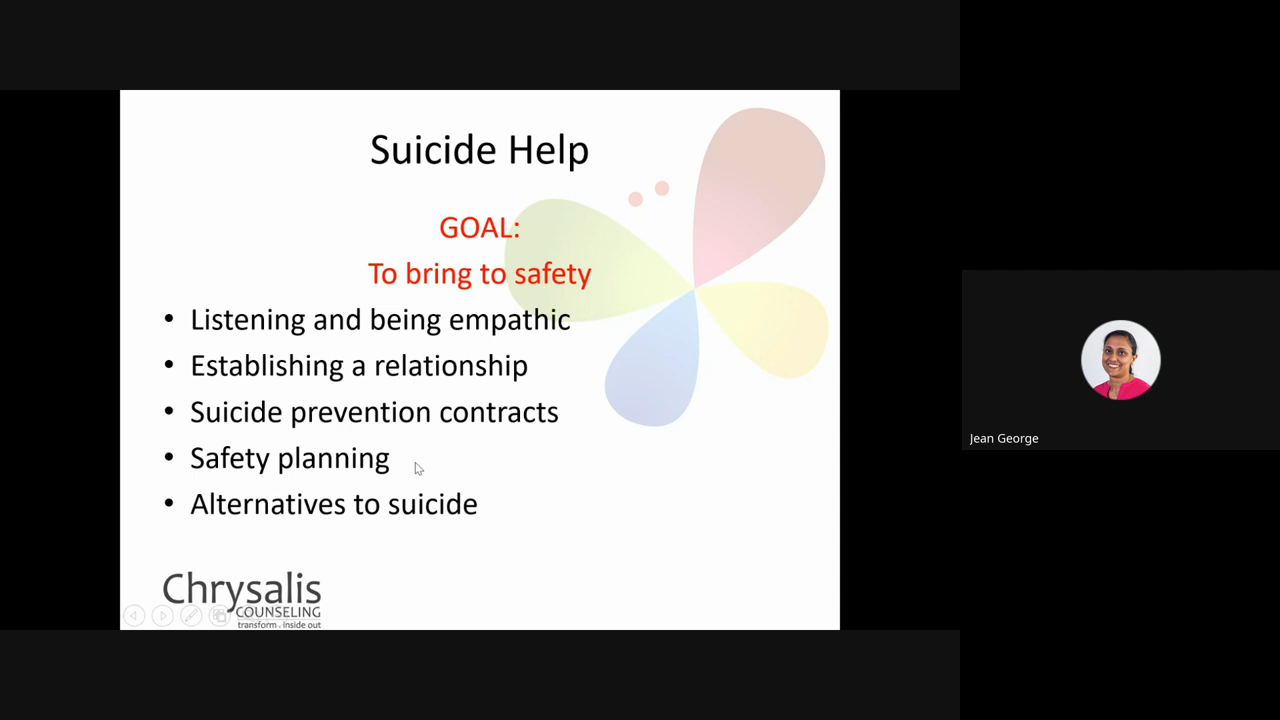 Suicide Help
GOAL:
To bring to safety
• Listening and being empathic
• Establishing a relationship
• Suicide prevention contracts
• Safety planning
• Alternatives to suicide
Chrysalis
COUNSELING
transform . inside out
Jean George